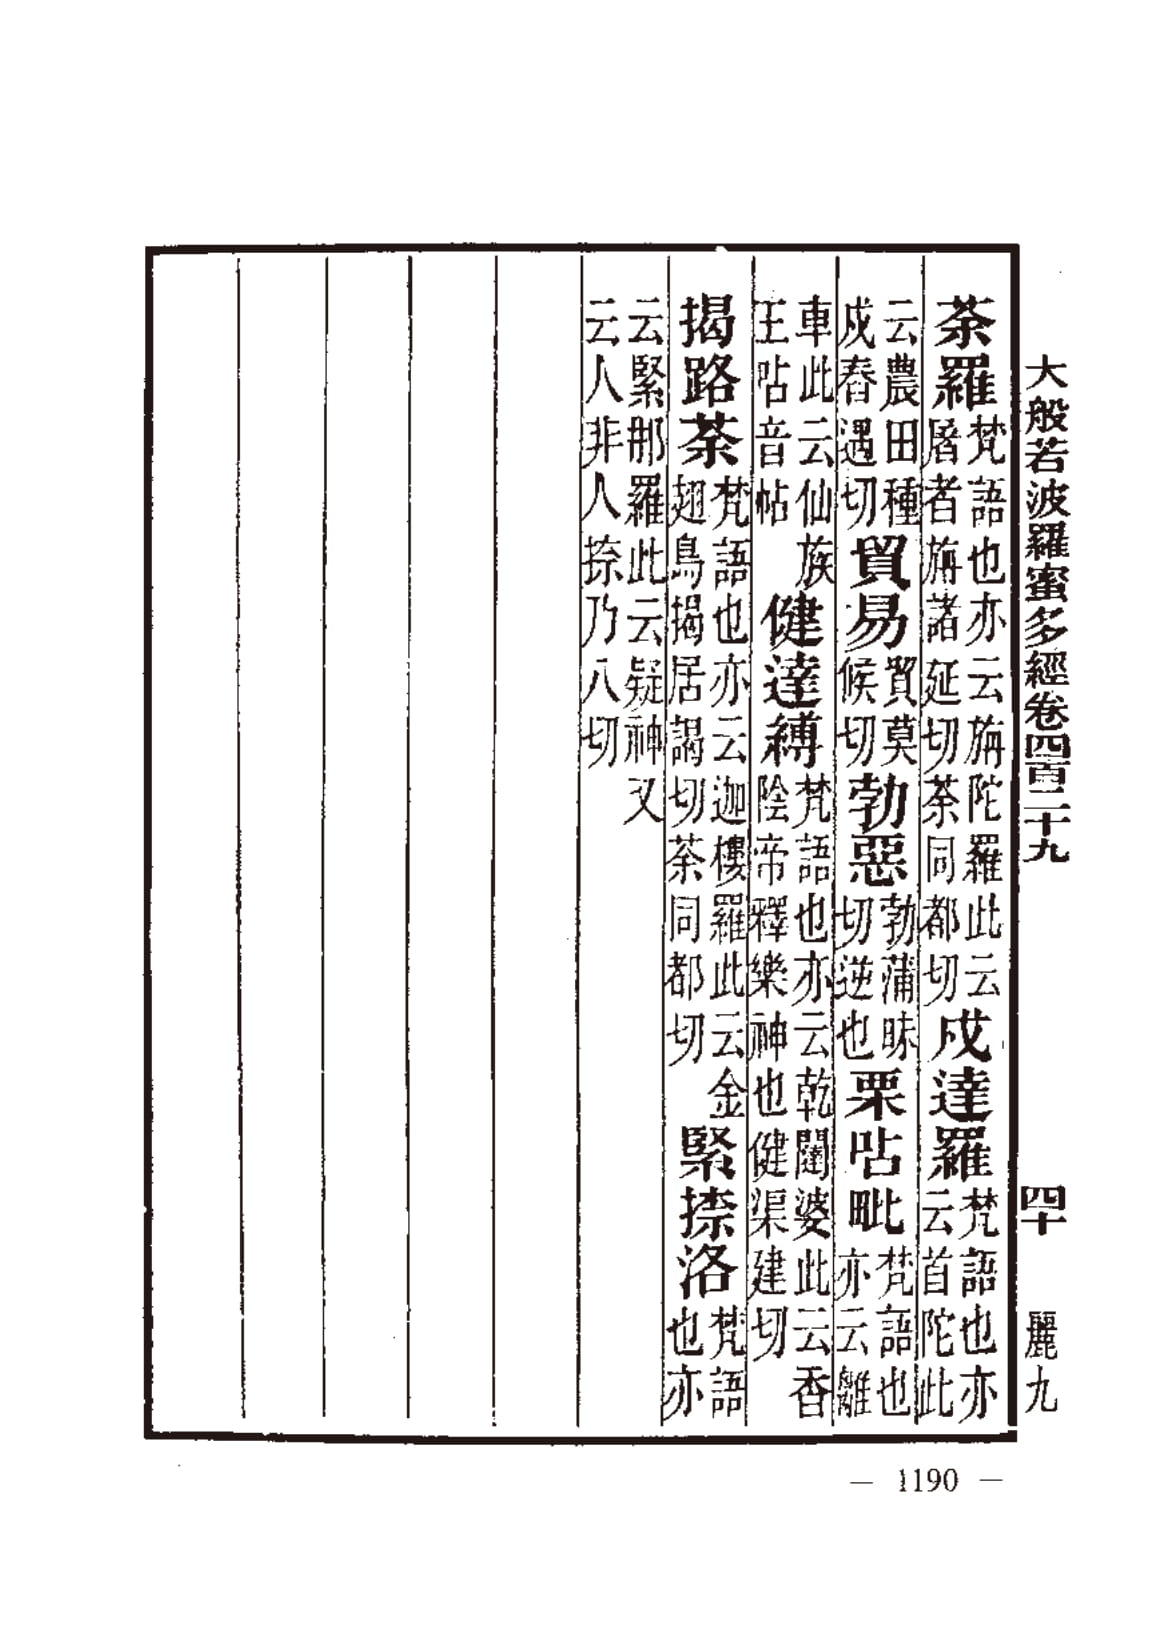 大般若波羅蜜多經卷四百二十九 四十 麗九
荼羅梵語也亦云旃陀羅此云屠者旃諸延切荼同都切戍達羅梵語也亦云首陀此
云農田種戍舂遇切貿易貿莫候切勃惡勃蒲昧切逆也栗呫毗梵語也亦云離
車此云仙族王呫音帖健達縛梵語也亦云乾闥婆此云香陰帝釋樂神也健渠建切
揭路荼梵語也亦云迦樓羅此云金翅鳥揭居謁切荼同都切緊捺洛梵語也亦
云緊那羅此云疑神又云人非人捺乃八切
— 1190 —